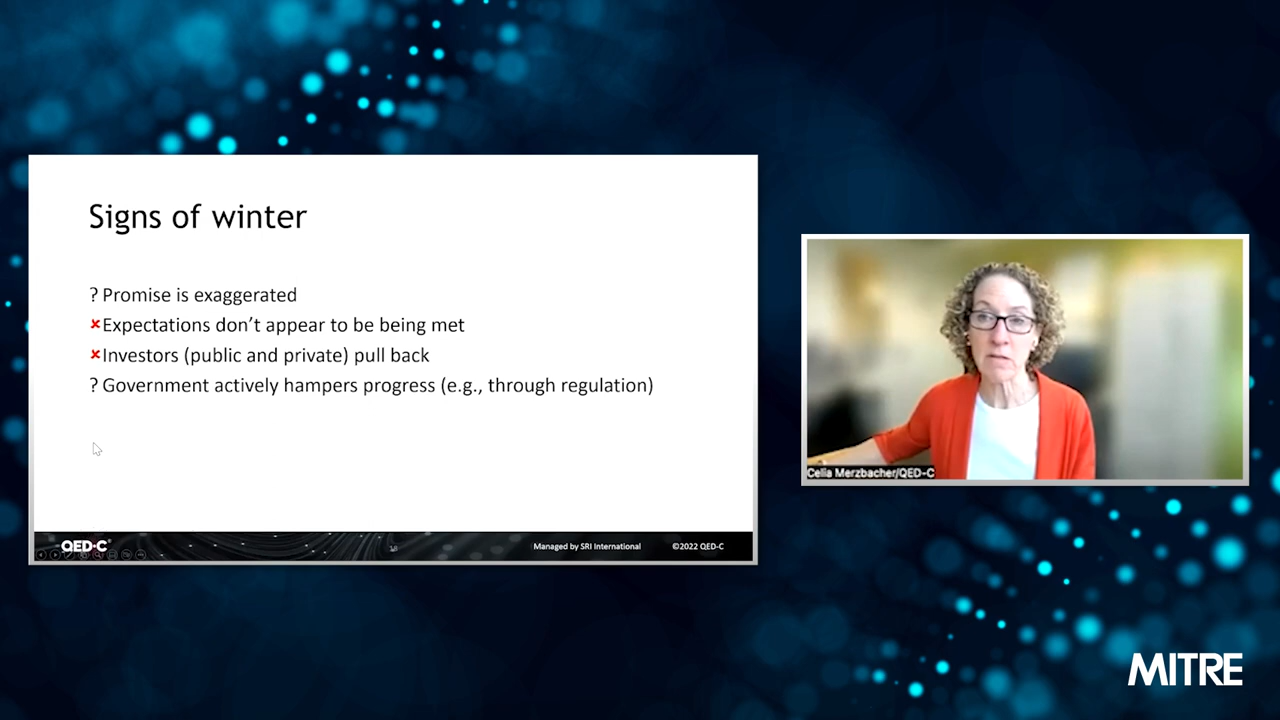 Signs of winter
? Promise is exaggerated
×Expectations don't appear to be being met
×Investors (public and private) pull back
? Government actively hampers progress (e.g., through regulation)
QED-C
18
Managed by SRI International
©2022 QED-C
Celia Merzbacher/QED-C
MITRE